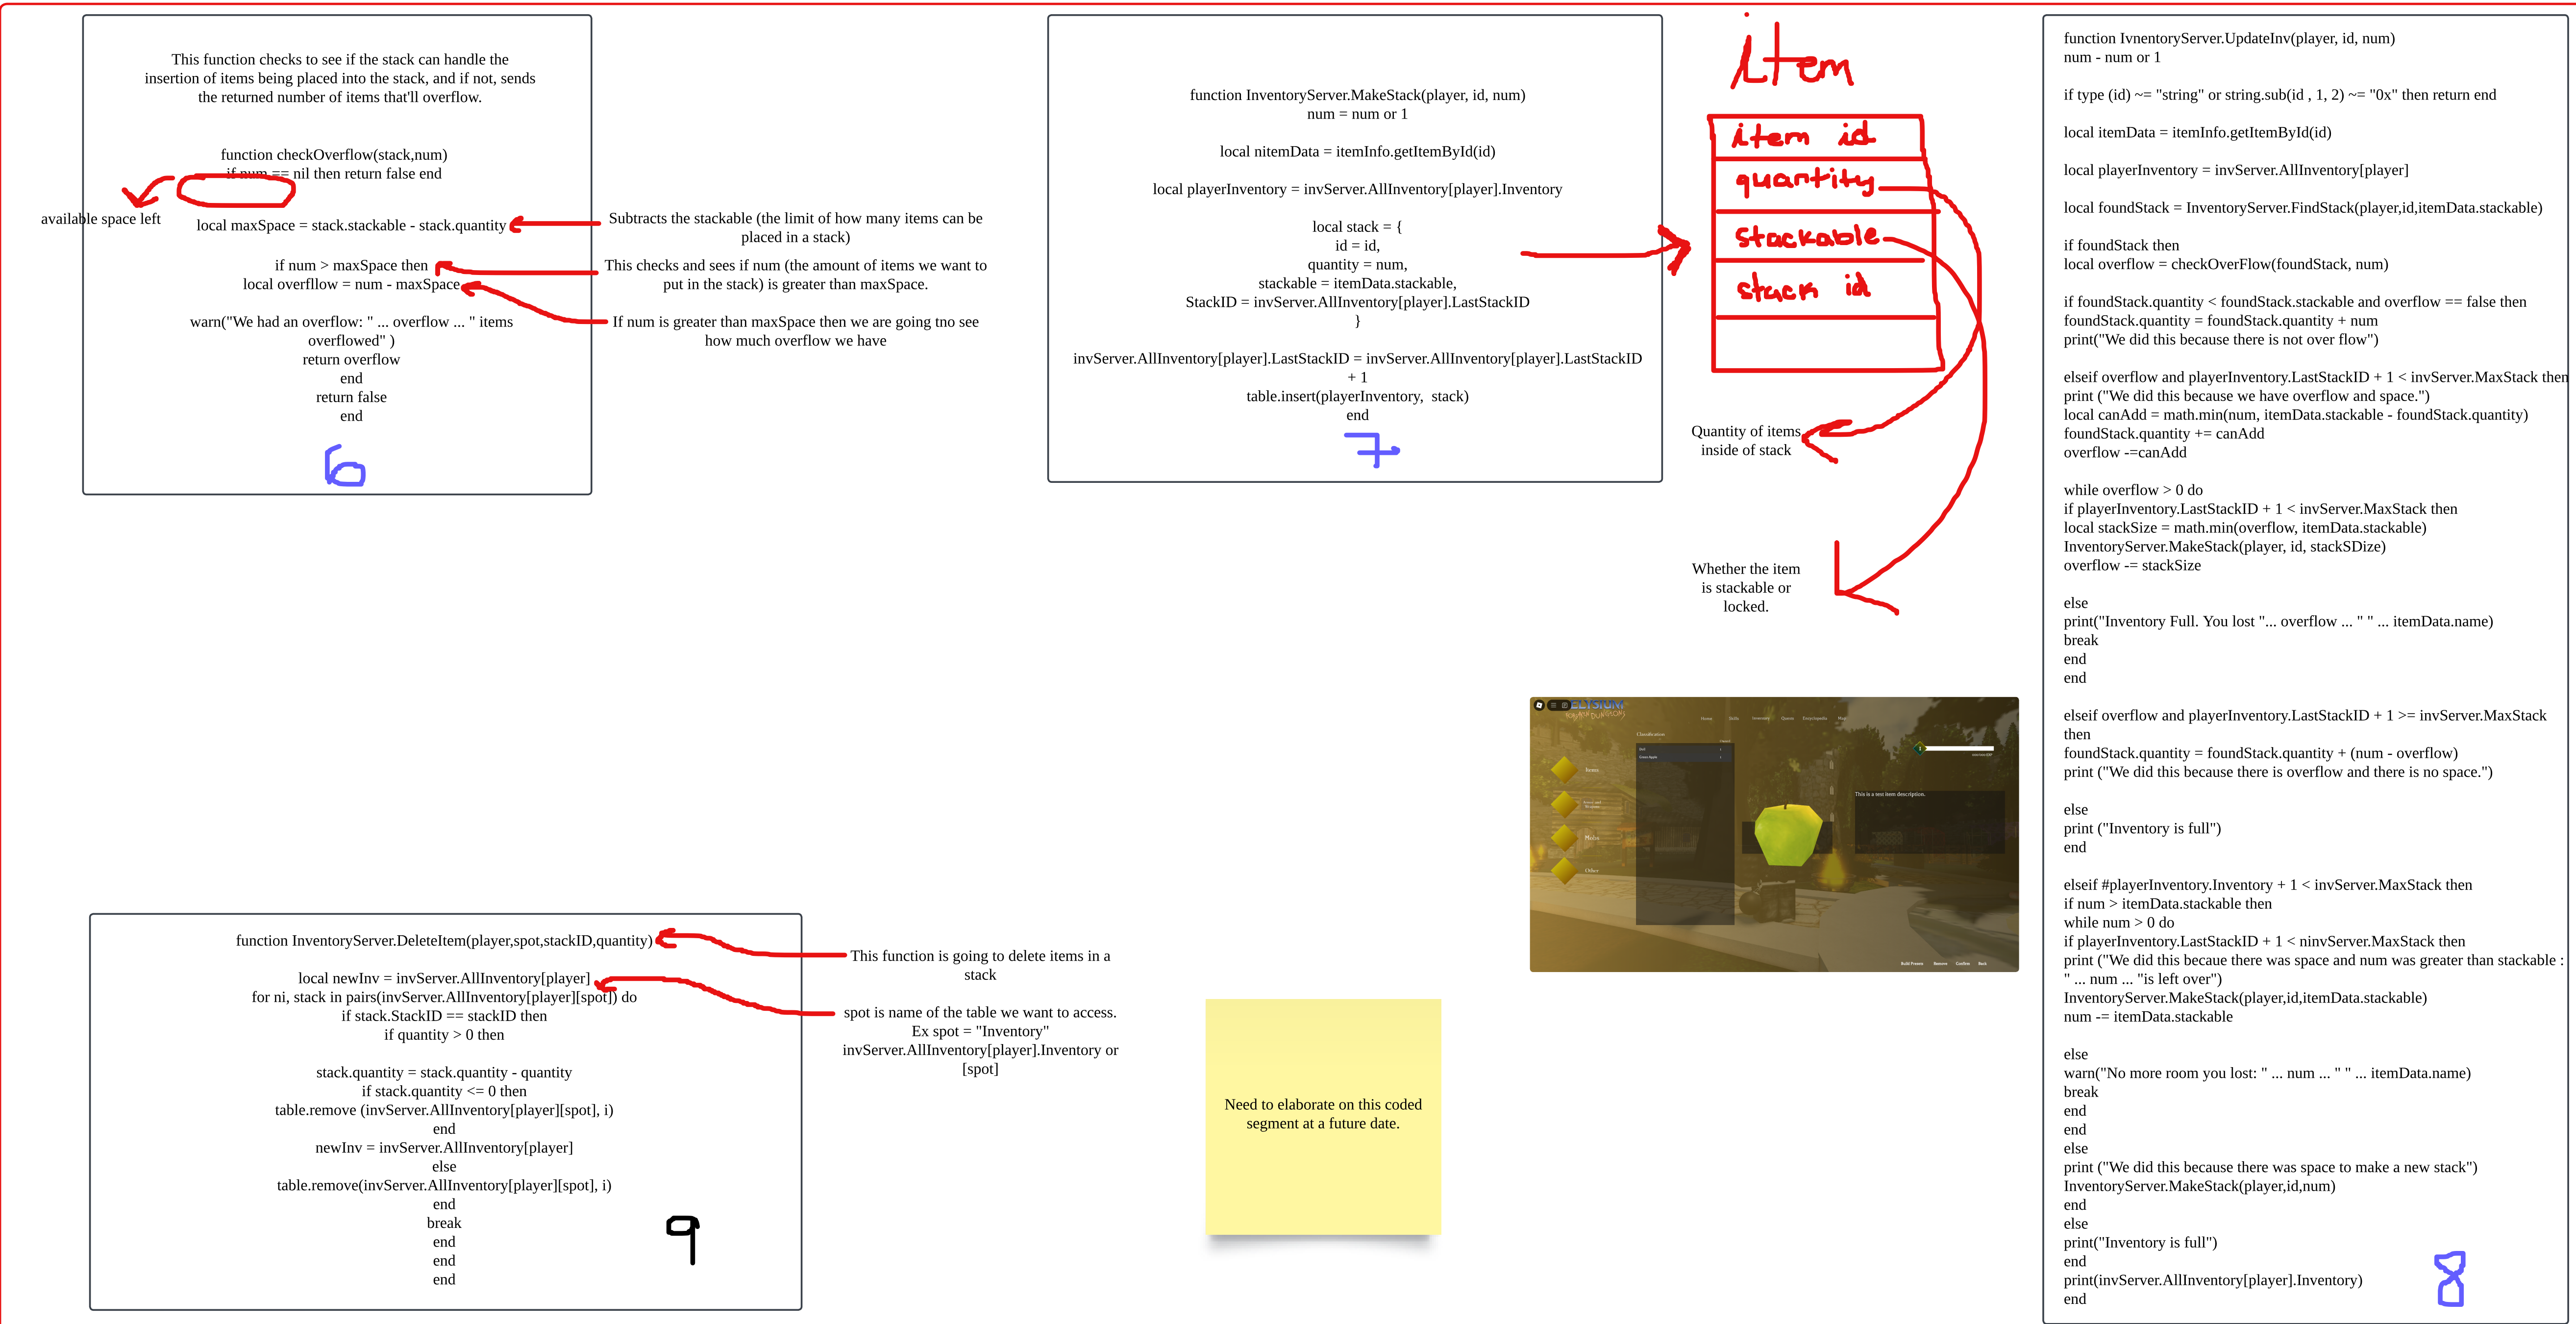 This function checks to see if the stack can handle the
insertion of items being placed into the stack, and if not, sends
the returned number of items that'll overflow.
function checkOverflow(stack,num)
if num == nil then return false end
available space left
local maxSpace = stack.stackable - stack.quantity
if num > maxSpace then
local overfllow = num - maxSpace
warn("We had an overflow: " ... overflow ... " items
overflowed" )
return overflow
end
return false
end
6
Subtracts the stackable (the limit of how many items can be
placed in a stack)
This checks and sees if num (the amount of items we want to
put in the stack) is greater than maxSpace.
If num is greater than maxSpace then we are going tno see
how much overflow we have
function InventoryServer.MakeStack(player, id, num)
num = num or 1
local nitemData = itemInfo.getItemById(id)
local playerInventory = invServer.AllInventory[player].Inventory
local stack = {
id = id,
quantity = num,
stackable = itemData.stackable,
StackID = invServer.AllInventory[player].LastStackID
}
invServer.AllInventory[player].LastStackID = invServer.AllInventory[player].LastStackID
+ 1
table.insert(playerInventory,  stack)
end
7
item
item id
quantity
stackable
stack id
Quantity of items
inside of stack
Whether the item
is stackable or
locked.
function IvnentoryServer.UpdateInv(player, id, num)
num - num or 1
if type (id) ~= "string" or string.sub(id , 1, 2) ~= "0x" then return end
local itemData = itemInfo.getItemById(id)
local playerInventory = invServer.AllInventory[player]
local foundStack = InventoryServer.FindStack(player,id,itemData.stackable)
if foundStack then
local overflow = checkOverFlow(foundStack, num)
if foundStack.quantity < foundStack.stackable and overflow == false then
foundStack.quantity = foundStack.quantity + num
print("We did this because there is not over flow")
elseif overflow and playerInventory.LastStackID + 1 < invServer.MaxStack then
print ("We did this because we have overflow and space.")
local canAdd = math.min(num, itemData.stackable - foundStack.quantity)
foundStack.quantity += canAdd
overflow -=canAdd
while overflow > 0 do
if playerInventory.LastStackID + 1 < invServer.MaxStack then
local stackSize = math.min(overflow, itemData.stackable)
InventoryServer.MakeStack(player, id, stackSDize)
overflow -= stackSize
else
print("Inventory Full. You lost "... overflow ... " " ... itemData.name)
break
end
end
elseif overflow and playerInventory.LastStackID + 1 >= invServer.MaxStack
then
foundStack.quantity = foundStack.quantity + (num - overflow)
print ("We did this because there is overflow and there is no space.")
else
print ("Inventory is full")
end
elseif #playerInventory.Inventory + 1 < invServer.MaxStack then
if num > itemData.stackable then
while num > 0 do
if playerInventory.LastStackID + 1 < ninvServer.MaxStack then
print ("We did this becaue there was space and num was greater than stackable :
" ... num ... "is left over")
InventoryServer.MakeStack(player,id,itemData.stackable)
num -= itemData.stackable
else
warn("No more room you lost: " ... num ... " " ... itemData.name)
break
end
end
else
print ("We did this because there was space to make a new stack")
InventoryServer.MakeStack(player,id,num)
end
else
print("Inventory is full")
end
print(invServer.AllInventory[player].Inventory)
end
8
ELYSIUM
Home Skills Inventory Quests Encyclopedia
Classification
Green Apple
Items
Mobs
Other
This is a test item description.
Build Presets Remove Confirm Back
function InventoryServer.DeleteItem(player,spot,stackID,quantity)
local newInv = invServer.AllInventory[player]
for ni, stack in pairs(invServer.AllInventory[player][spot]) do
if stack.StackID == stackID then
if quantity > 0 then
stack.quantity = stack.quantity - quantity
if stack.quantity <= 0 then
table.remove (invServer.AllInventory[player][spot], i)
end
newInv = invServer.AllInventory[player]
else
table.remove(invServer.AllInventory[player][spot], i)
end
break
end
end
end
9
This function is going to delete items in a
stack
spot is name of the table we want to access.
Ex spot = "Inventory"
invServer.AllInventory[player].Inventory or
[spot]
Need to elaborate on this coded
segment at a future date.